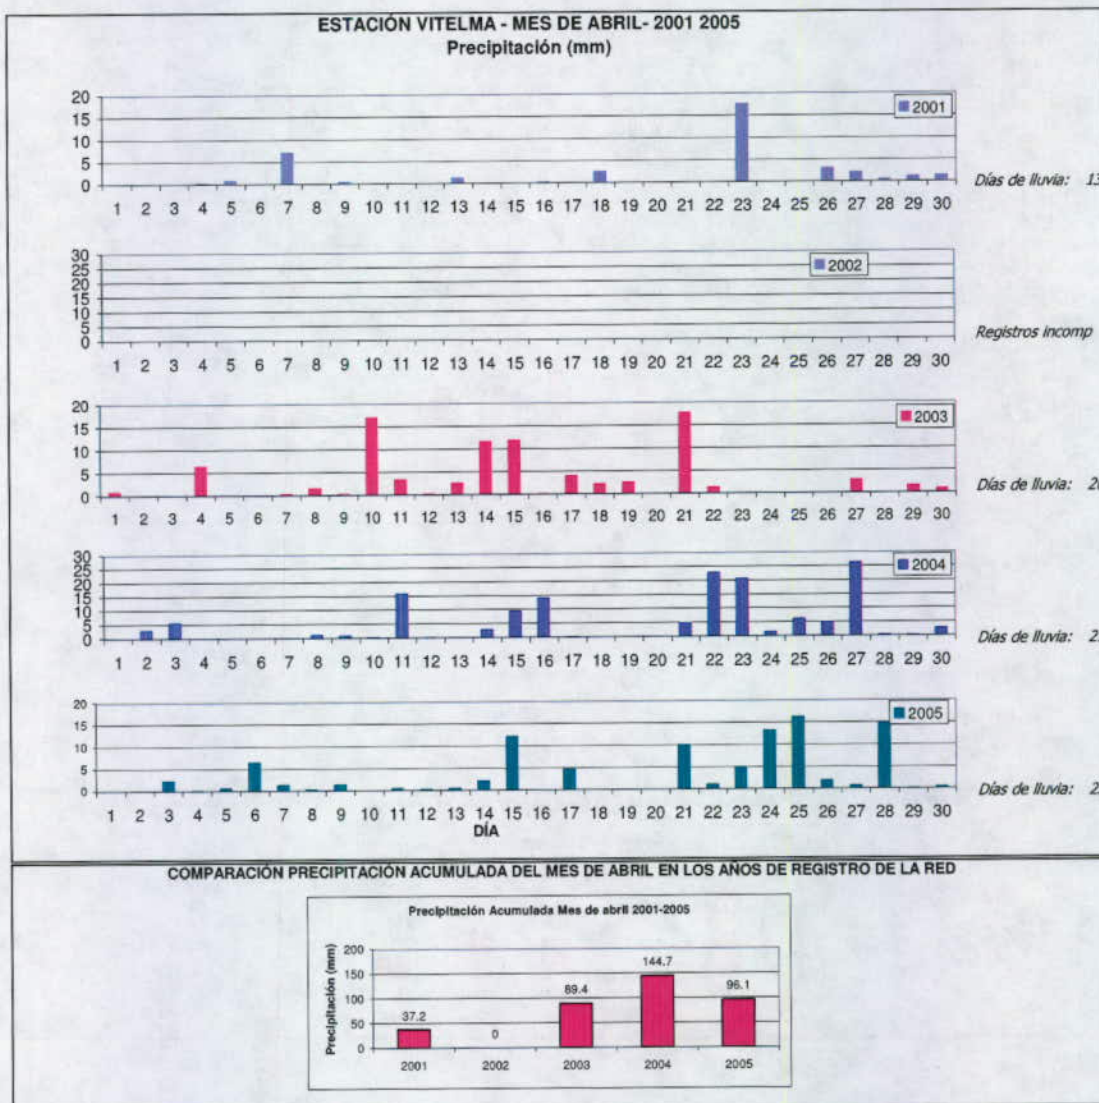 ESTACIÓN VITELMA - MES DE ABRIL- 2001 2005
Precipitación (mm)
20
15
10
5
0
2001
1 2 3 4 5 6 7 8 9 10 11 12 13 14 15 16 17 18 19 20 21 22 23 24 25 26 27 28 29 30
Días de lluvia: 13
30
25
20
15
10
5
0
2002
1 2 3 4 5 6 7 8 9 10 11 12 13 14 15 16 17 18 19 20 21 22 23 24 25 26 27 28 29 30
Registros incomp
20
15
10
5
0
2003
1 2 3 4 5 6 7 8 9 10 11 12 13 14 15 16 17 18 19 20 21 22 23 24 25 26 27 28 29 30
Días de lluvia:
30
25
20
15
10
5
0
2004
1 2 3 4 5 6 7 8 9 10 11 12 13 14 15 16 17 18 19 20 21 22 23 24 25 26 27 28 29 30
Días de lluvia: 2
20
15
10
5
0
2005
1 2 3 4 5 6 7 8 9 10 11 12 13 14 15 16 17 18 19 20 21 22 23 24 25 26 27 28 29 30
DÍA
Días de lluvia: 2
COMPARACIÓN PRECIPITACIÓN ACUMULADA DEL MES DE ABRIL EN LOS AÑOS DE REGISTRO DE LA RED
Precipitación Acumulada Mes de abril 2001-2005
Precipitación (mm)
200
150
100
50
0
37.2
0
89.4
144.7
96.1
2001 2002 2003 2004 2005